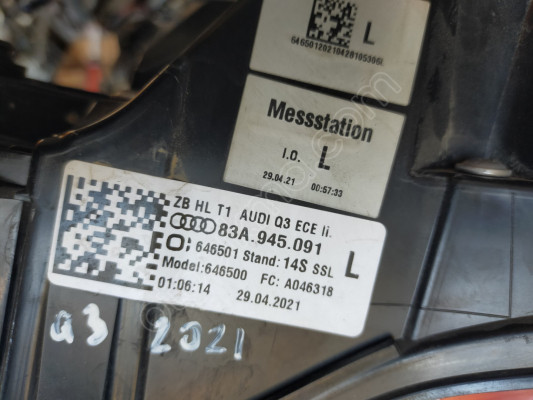 L
6465012021042810530GL
Messstation
I.O. L
29.04.21 00:57:33
ZB HL T1 AUDI Q3 ECE li.
83A.945.091
646501 Stand:14S SSL
L
Model:646500 FC: A046318
01:06:14 29.04.2021
Q3 2021